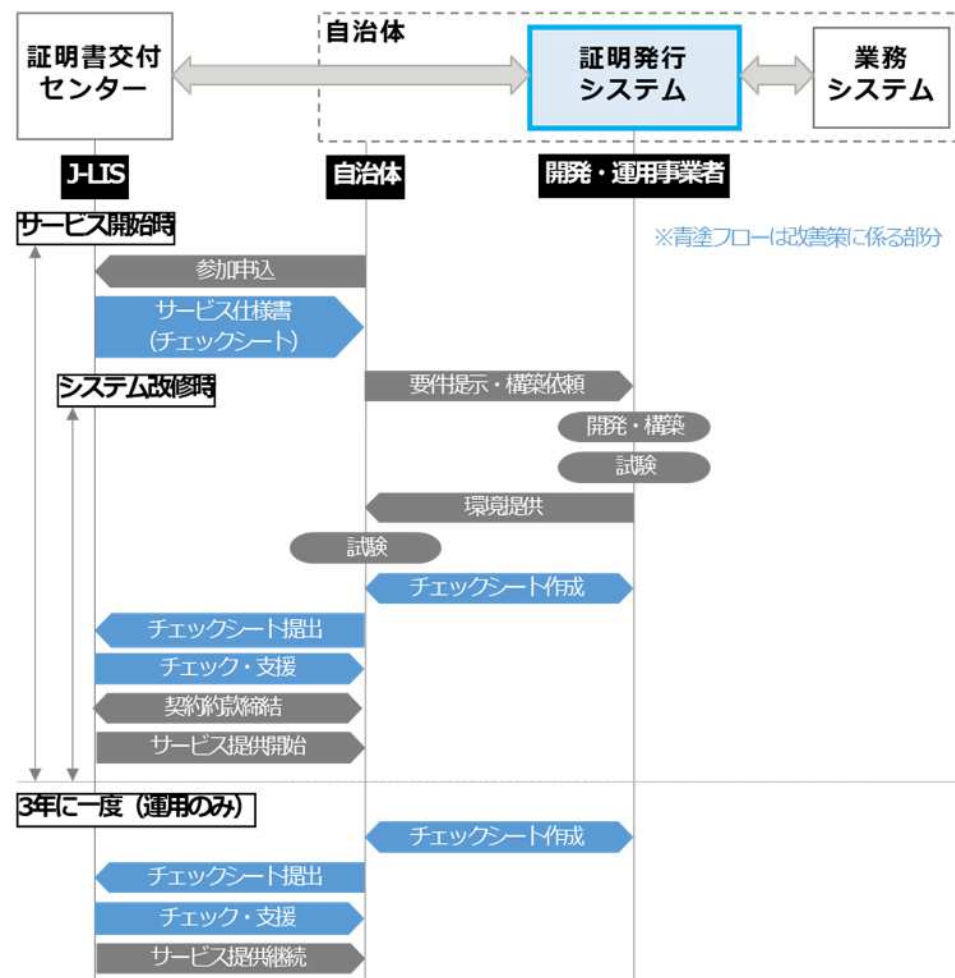 自治体
証明書交付
センター
証明発行
システム
業務
システム
J-LIS
自治体
開発・運用事業者
サービス開始時
※青塗フローは改善策に係る部分
参加申込
サービス仕様書
(チェックシート)
システム改修時
要件提示・構築依頼
開発・構築
試験
環境提供
試験
チェックシート作成
チェックシート提出
チェック・支援
契約約款締結
サービス提供開始
3年に一度（運用のみ）
チェックシート作成
チェックシート提出
チェック・支援
サービス提供継続